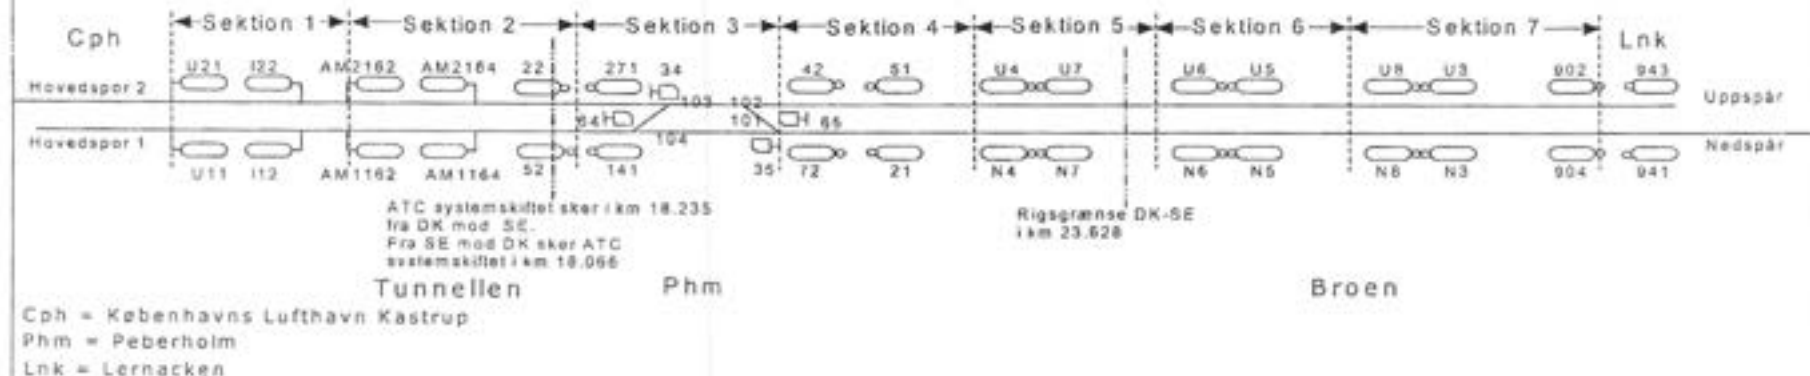 Sektion 1
Sektion 2
Sektion 3
Sektion 4
Sektion 5
Sektion 6
Sektion 7
Cph
Lnk
U21 I22 AM2162 AM2164 22 271 34 42 51 U4 U7 U6 U5 U8 U3 902 943
Hovedspor 2
103 102
Uppspår
64 101 65
Hovedspor 1
104
Nedspår
U11 I12 AM1162 AM1164 52 141 35 72 21 N4 N7 N6 N5 N8 N3 904 941
ATC systemskiftet sker i km 18.235
fra DK mod SE.
Fra SE mod DK sker ATC
systemskiftet i km 18.066
Rigsgrænse DK-SE
i km 23.628
Tunnellen
Phm
Broen
Cph = Københavns Lufthavn Kastrup
Phm = Peberholm
Lnk = Lernacken